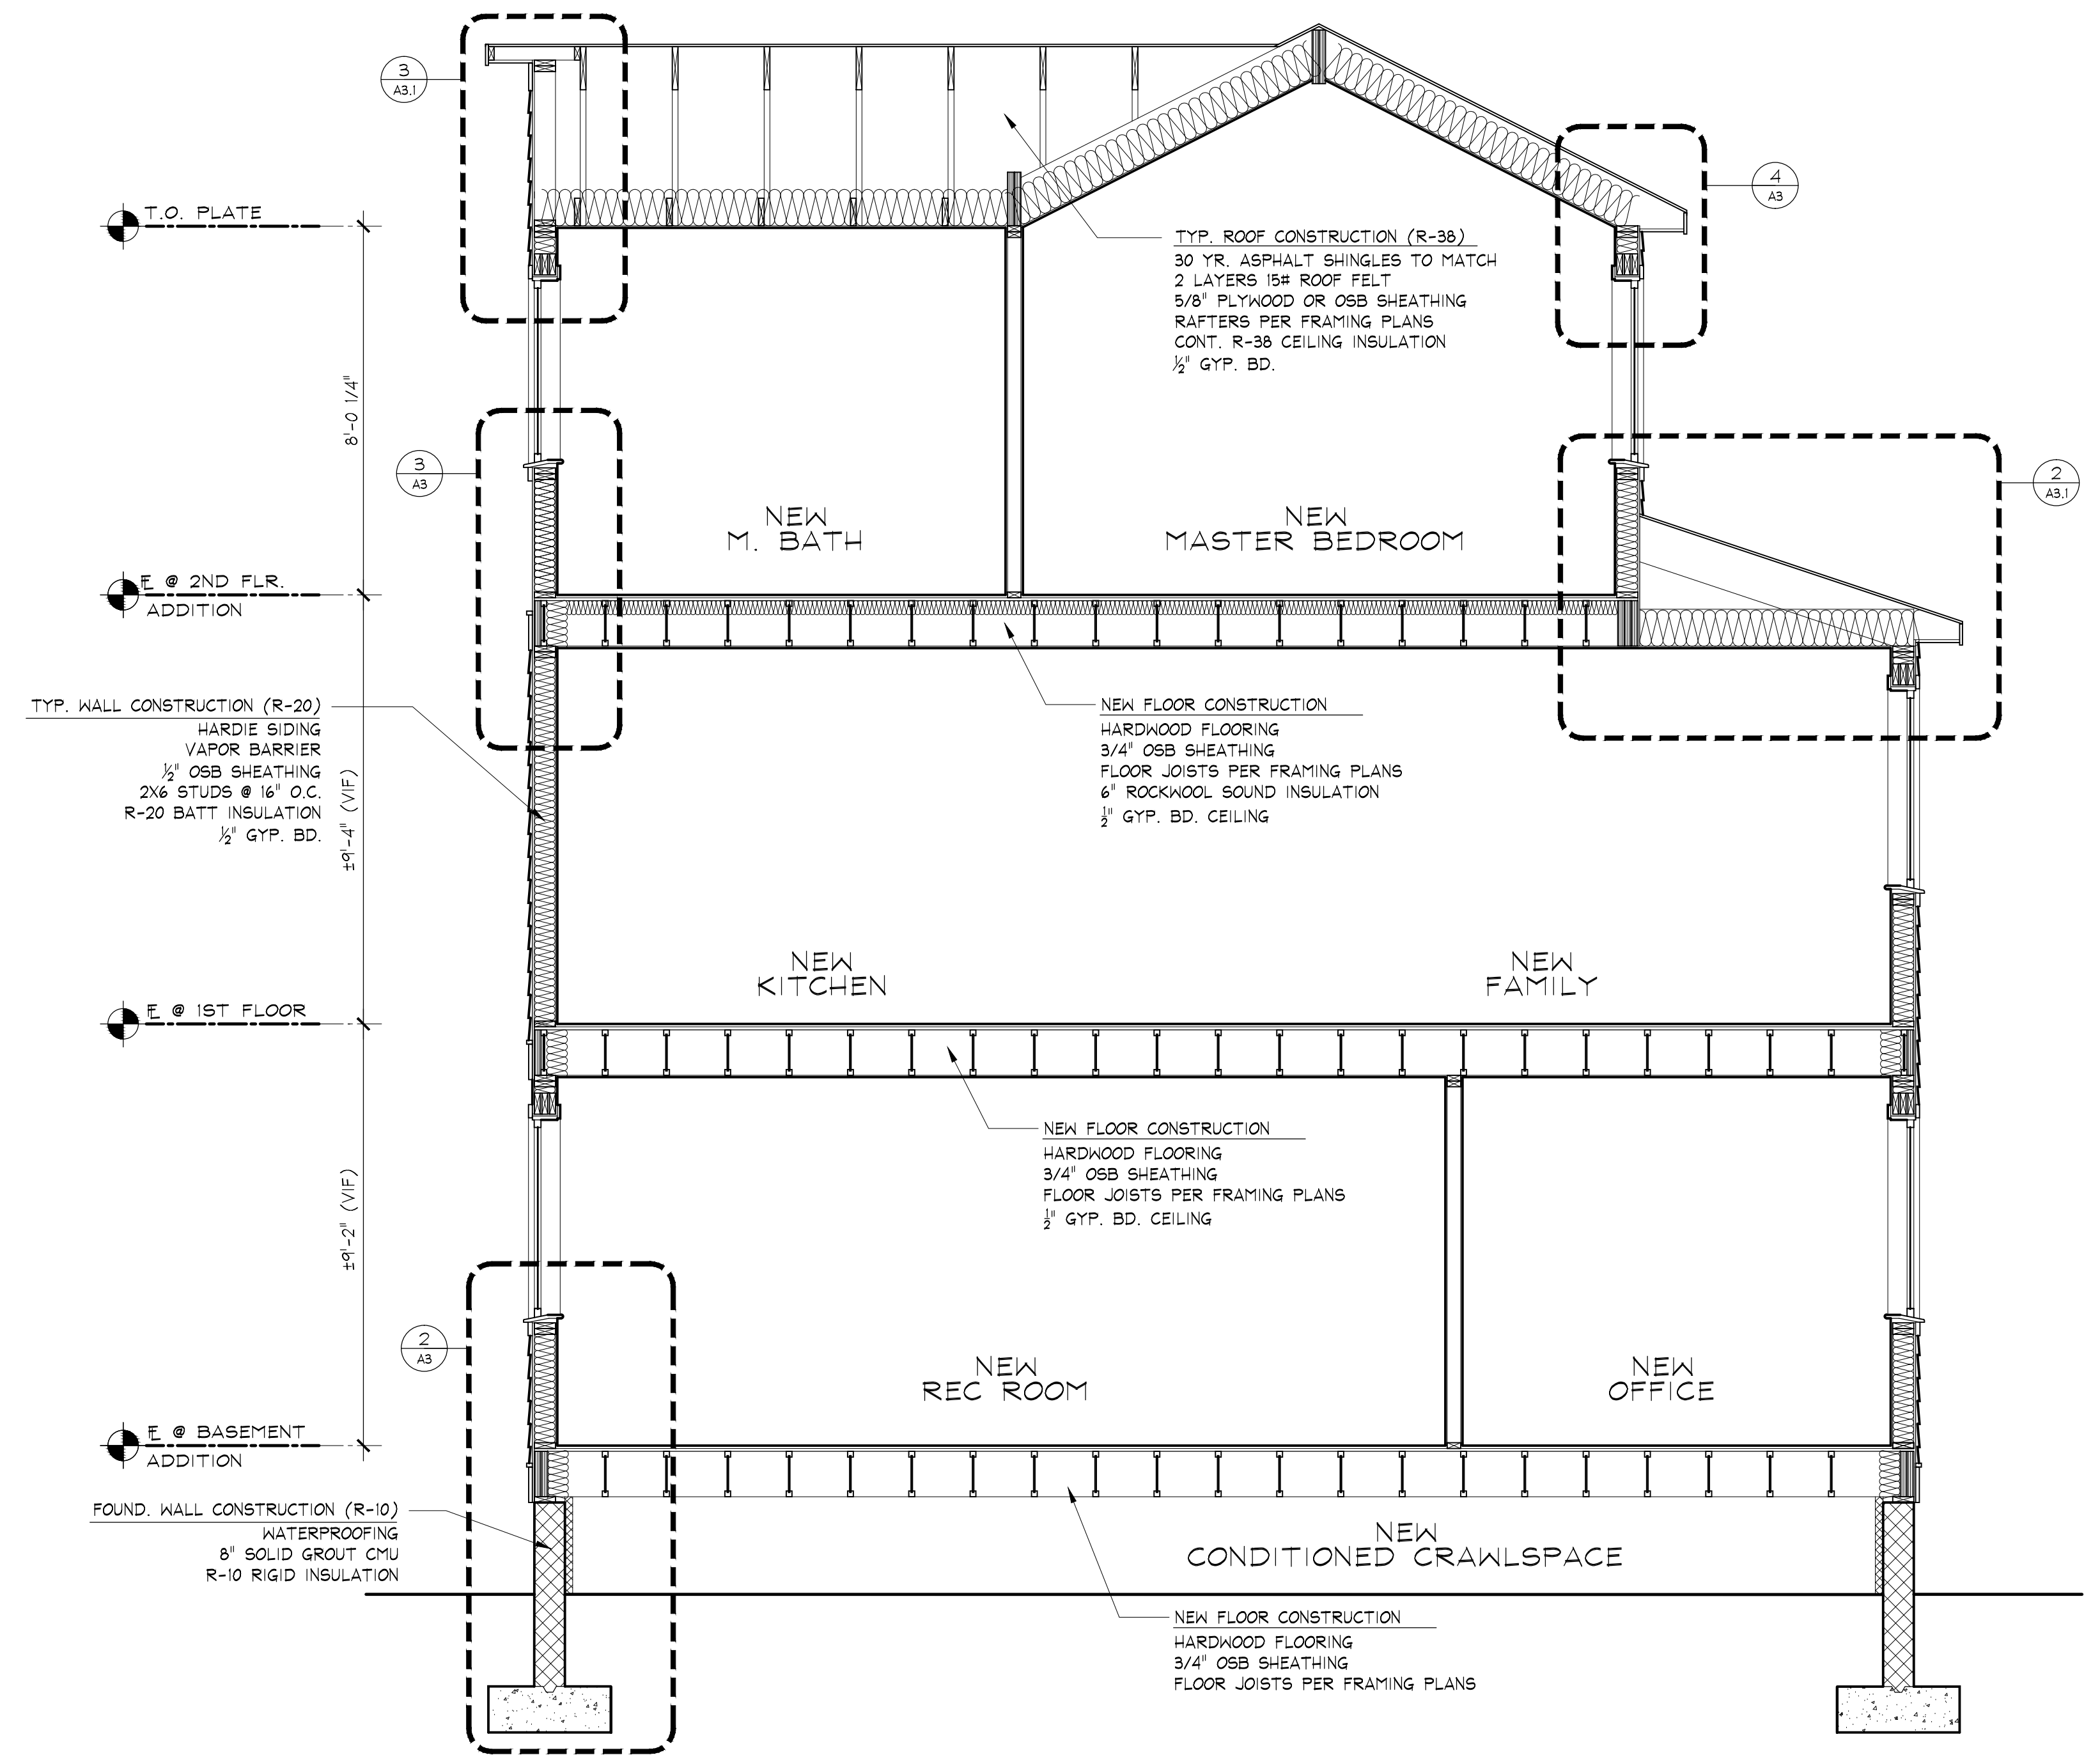 3
A3.1
4
A3
T.O. PLATE
TYP. ROOF CONSTRUCTION (R-38)
30 YR. ASPHALT SHINGLES TO MATCH
2 LAYERS 15# ROOF FELT
5/8" PLYWOOD OR OSB SHEATHING
RAFTERS PER FRAMING PLANS
CONT. R-38 CEILING INSULATION
½" GYP. BD.
8'-0 1/4"
3
A3
2
A3.1
NEW
M. BATH
NEW
MASTER BEDROOM
FL @ 2ND FLR.
ADDITION
TYP. WALL CONSTRUCTION (R-20)
HARDIE SIDING
VAPOR BARRIER
½" OSB SHEATHING
2X6 STUDS @ 16" O.C.
R-20 BATT INSULATION
½" GYP. BD.
±9'-4" (VIF)
NEW FLOOR CONSTRUCTION
HARDWOOD FLOORING
3/4" OSB SHEATHING
FLOOR JOISTS PER FRAMING PLANS
6" ROCKWOOL SOUND INSULATION
½" GYP. BD. CEILING
NEW
KITCHEN
NEW
FAMILY
FL @ 1ST FLOOR
NEW FLOOR CONSTRUCTION
HARDWOOD FLOORING
3/4" OSB SHEATHING
FLOOR JOISTS PER FRAMING PLANS
½" GYP. BD. CEILING
±9'-2" (VIF)
2
A3
NEW
REC ROOM
NEW
OFFICE
FL @ BASEMENT
ADDITION
FOUND. WALL CONSTRUCTION (R-10)
WATERPROOFING
8" SOLID GROUT CMU
R-10 RIGID INSULATION
NEW
CONDITIONED CRAWLSPACE
NEW FLOOR CONSTRUCTION
HARDWOOD FLOORING
3/4" OSB SHEATHING
FLOOR JOISTS PER FRAMING PLANS